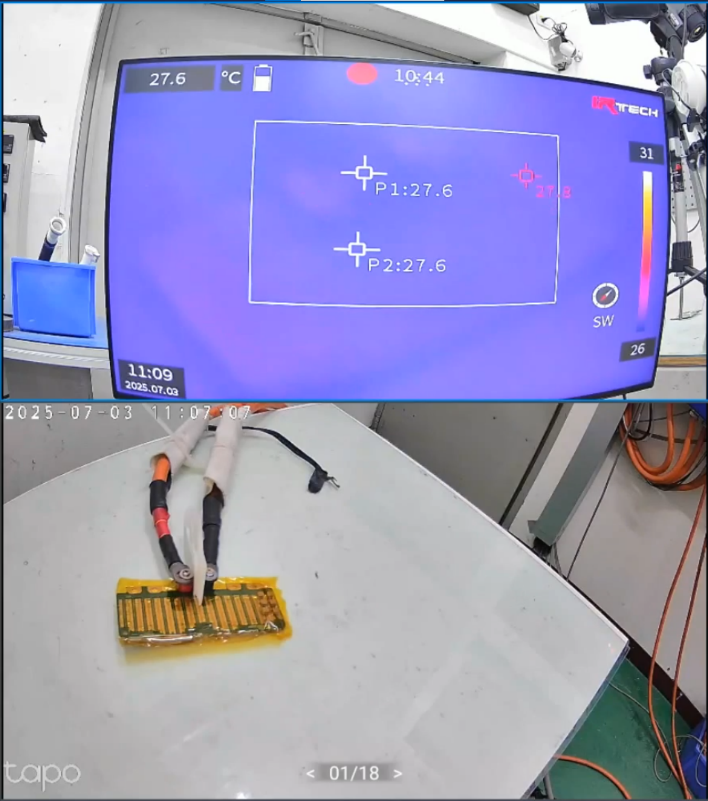 27.6 °C 10:44
IRTECH
31
P1:27.6
27.8
P2:27.6
SW
26
11:09
2025.07.03
2025-07-03 11:07:07
tapo
< 01/18 >